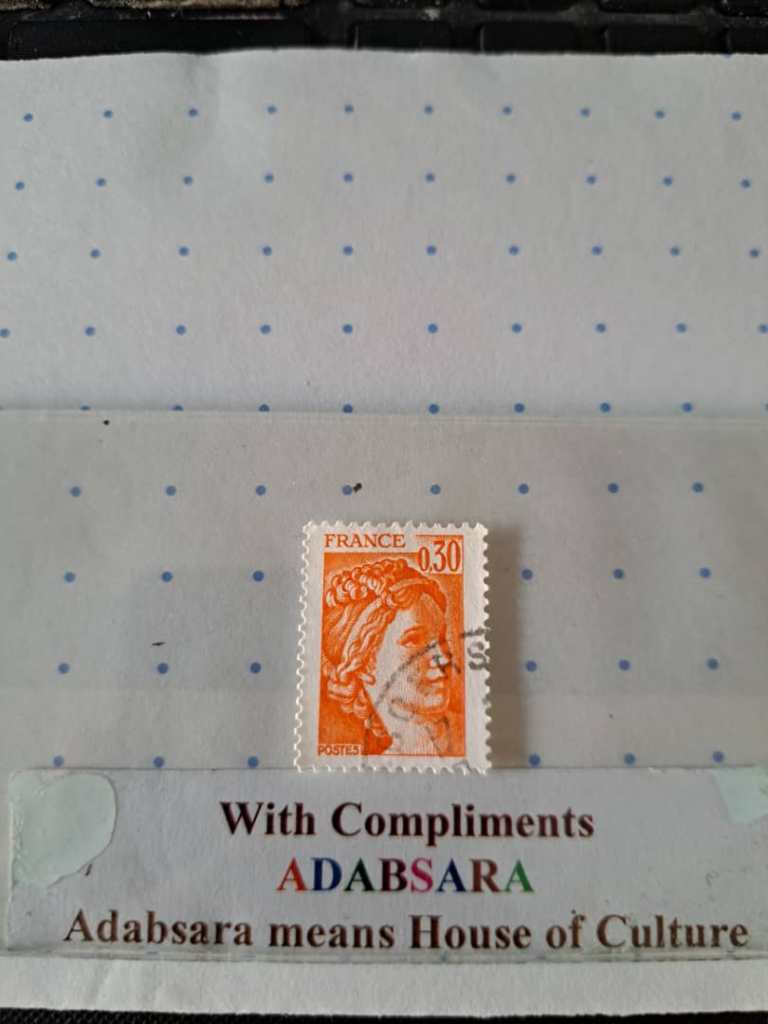 FRANCE
0,30
POSTES
With Compliments
ADABSARA
Adabsara means House of Culture